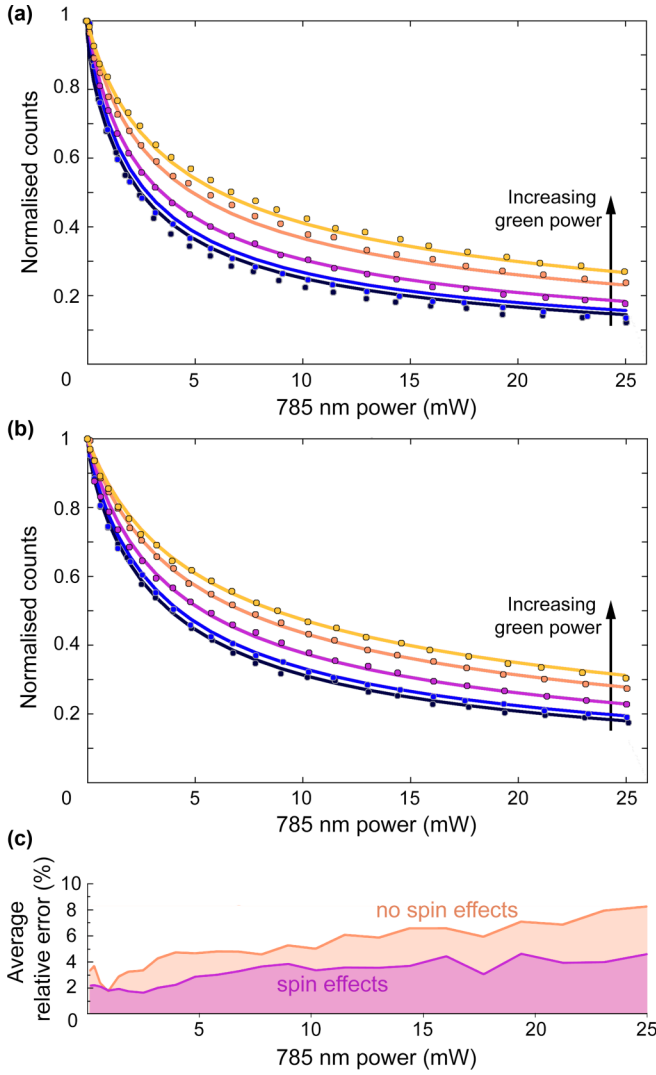 (a)
1
0.8
0.6
0.4
0.2
0
Normalised counts
Increasing
green power
5
10
15
20
25
785 nm power (mW)
(b)
1
0.8
0.6
0.4
0.2
0
Normalised counts
Increasing
green power
5
10
15
20
25
785 nm power (mW)
(c)
Average
relative error (%)
10
8
6
4
2
0
no spin effects
spin effects
5
10
15
20
25
785 nm power (mW)